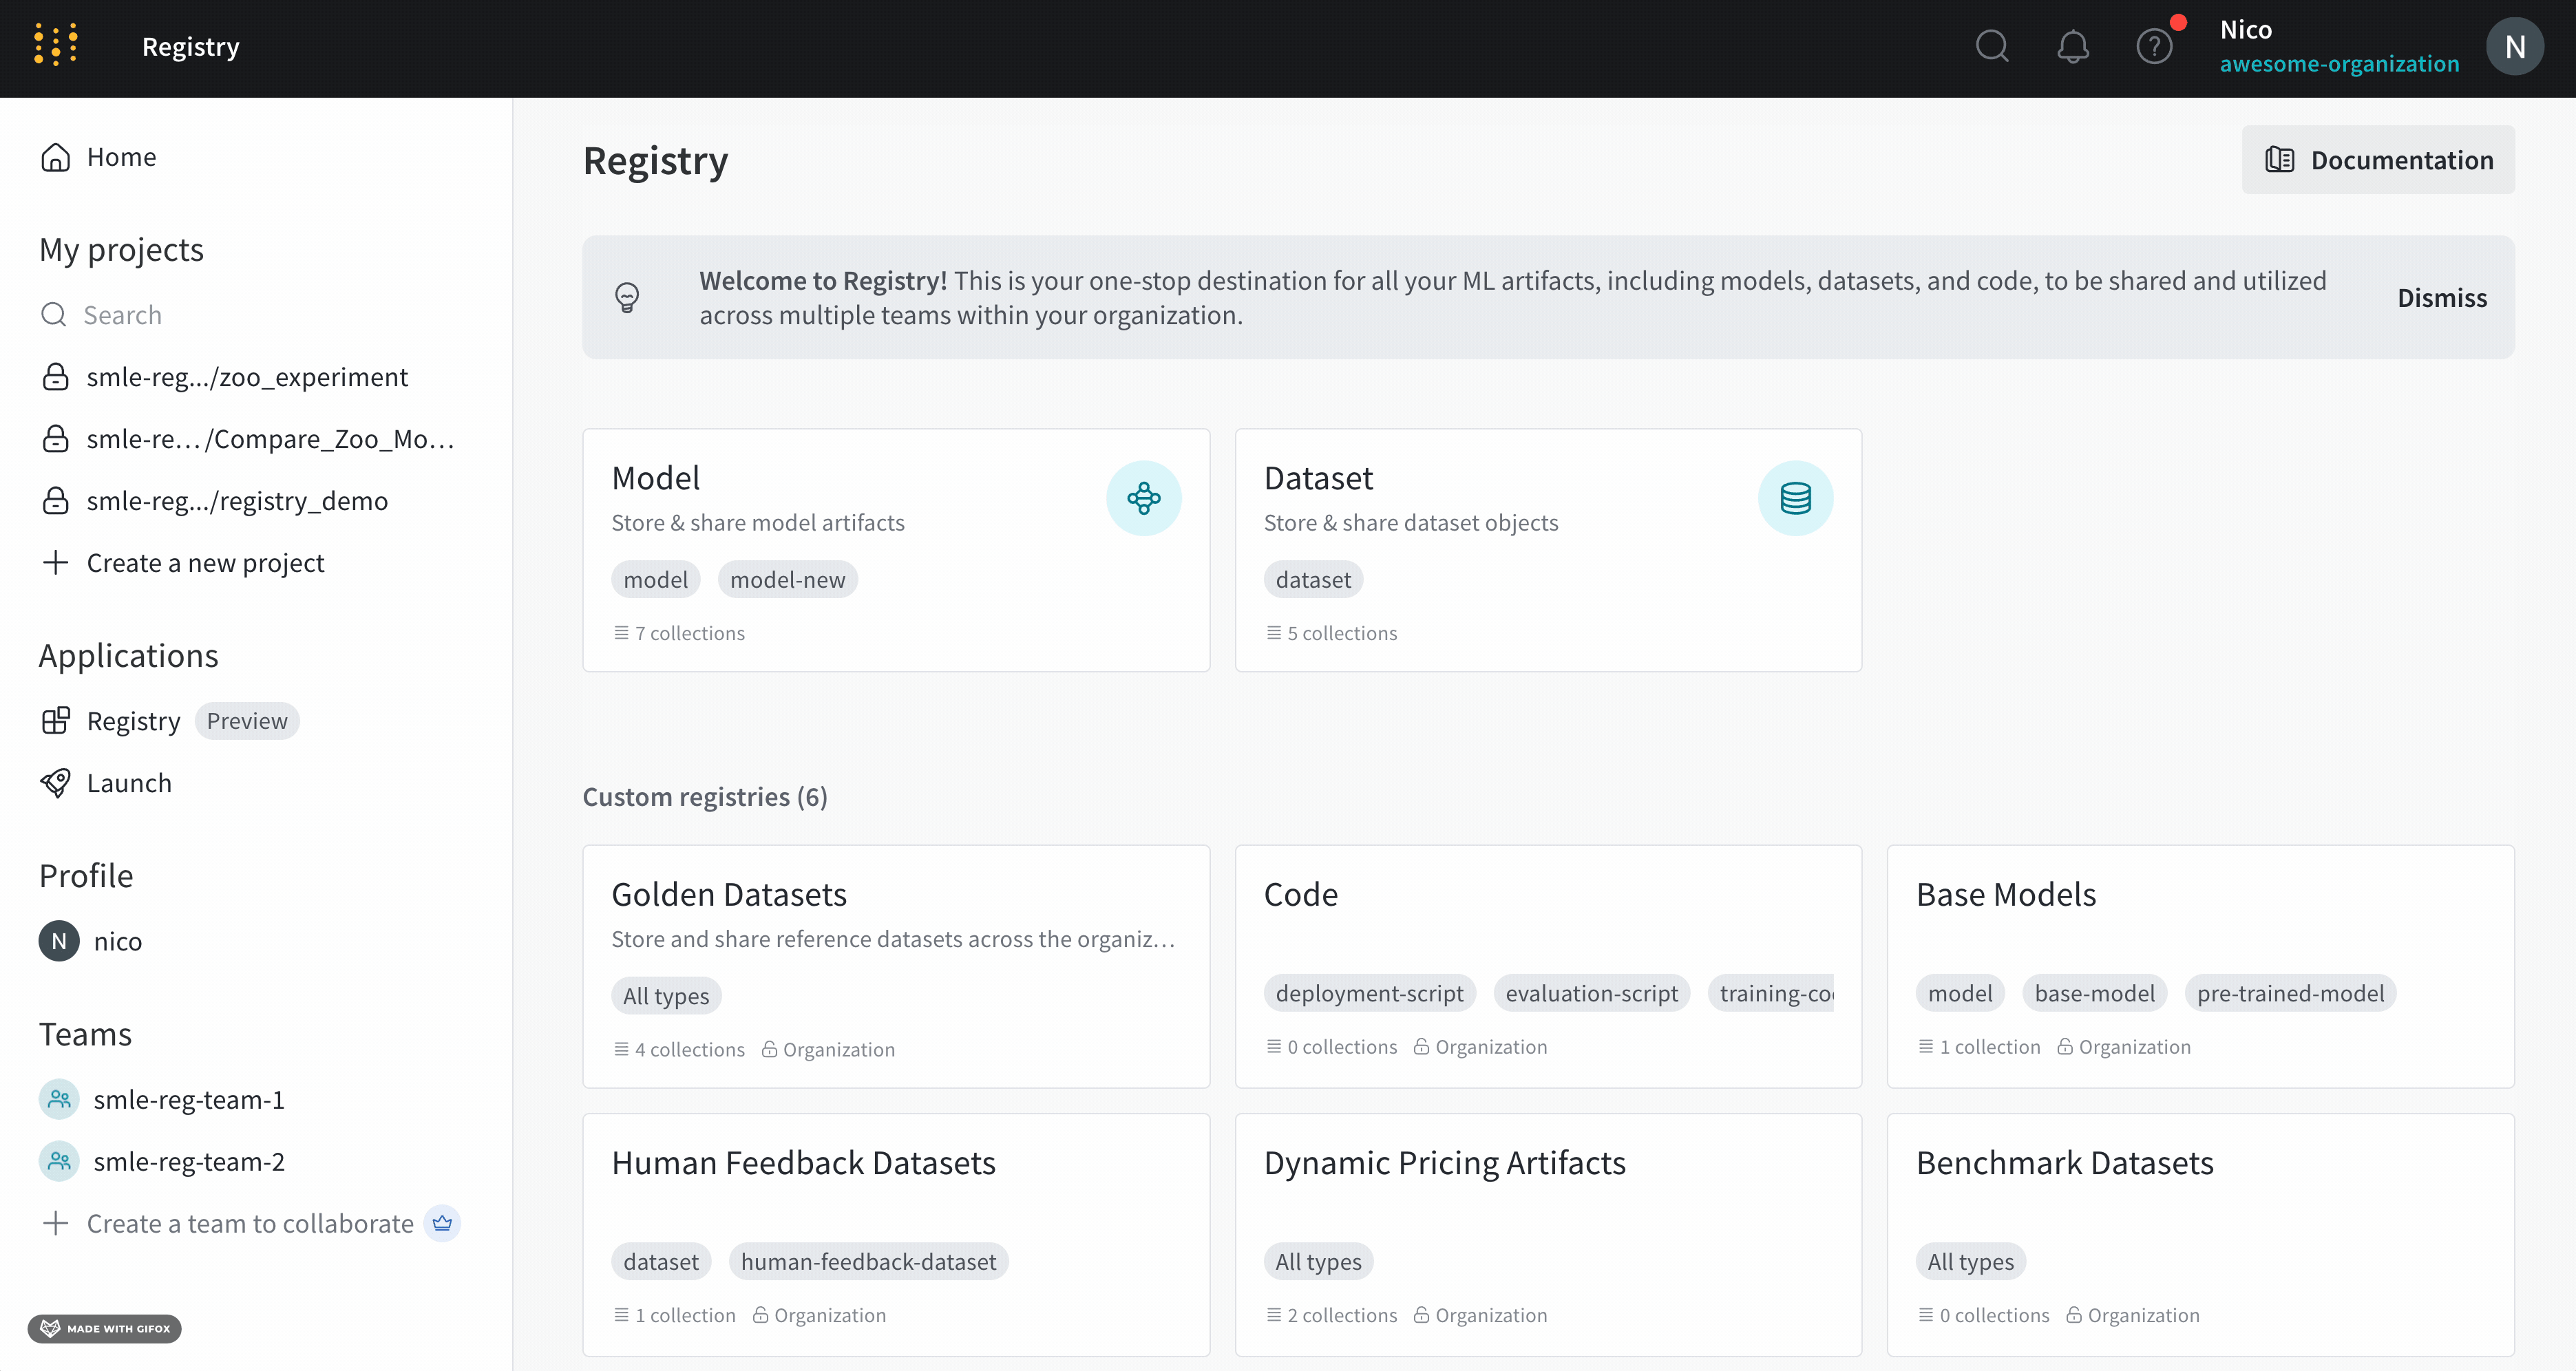 Registry
Nico
awesome-organization
N
Home
My projects
Search
smle-reg.../zoo_experiment
smle-re.../Compare_Zoo_Mo...
smle-reg.../registry_demo
Create a new project
Applications
Registry Preview
Launch
Profile
N nico
Teams
smle-reg-team-1
smle-reg-team-2
Create a team to collaborate
MADE WITH GIFOX
Registry
Documentation
Welcome to Registry! This is your one-stop destination for all your ML artifacts, including models, datasets, and code, to be shared and utilized
across multiple teams within your organization.
Dismiss
Model
Store & share model artifacts
model model-new
7 collections
Dataset
Store & share dataset objects
dataset
5 collections
Custom registries (6)
Golden Datasets
Store and share reference datasets across the organiz...
All types
4 collections Organization
Code
deployment-script evaluation-script training-co
0 collections Organization
Base Models
model base-model pre-trained-model
1 collection Organization
Human Feedback Datasets
dataset human-feedback-dataset
1 collection Organization
Dynamic Pricing Artifacts
All types
2 collections Organization
Benchmark Datasets
All types
0 collections Organization